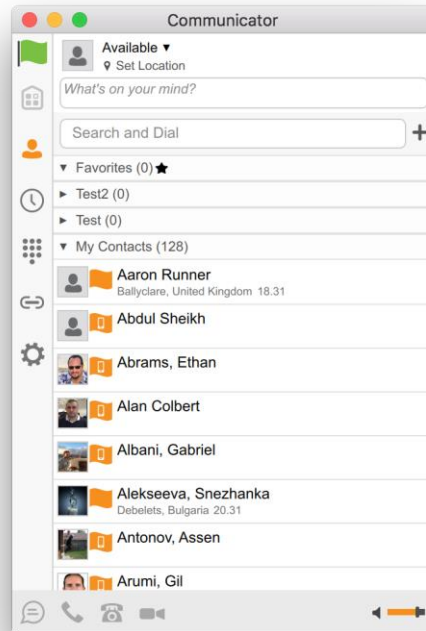 Communicator
Available ▼
Set Location
What's on your mind?
Search and Dial
Favorites (0)
Test2 (0)
Test (0)
My Contacts (128)
Aaron Runner
Ballyclare, United Kingdom 18.31
Abdul Sheikh
Abrams, Ethan
Alan Colbert
Albani, Gabriel
Alekseeva, Snezhanka
Debelets, Bulgaria 20.31
Antonov, Assen
Arumi, Gil